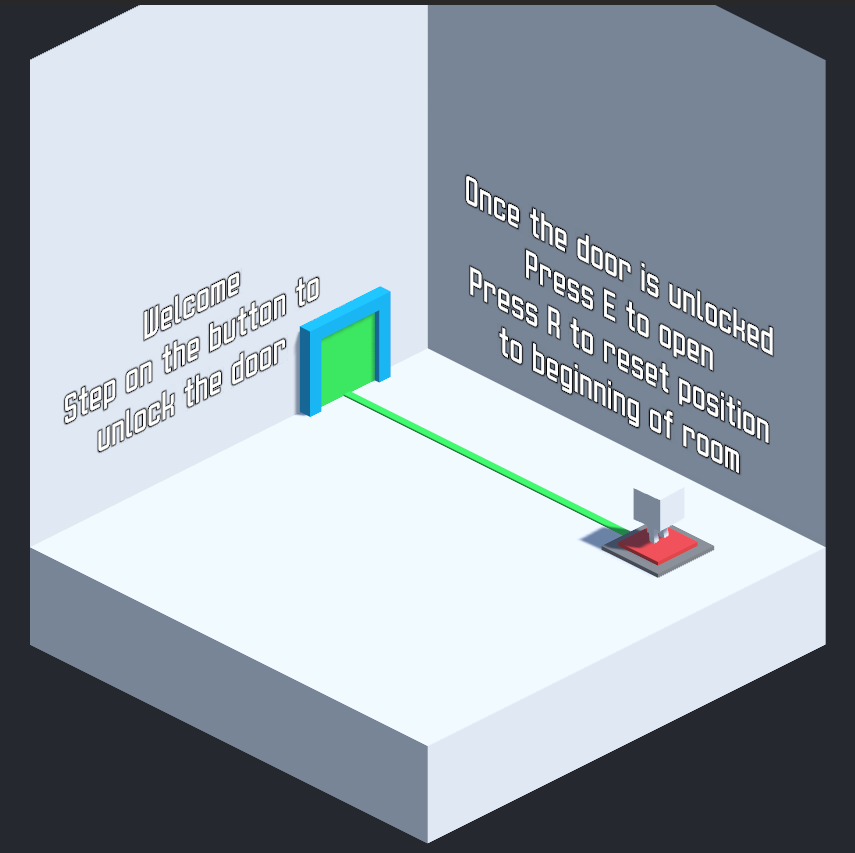 Welcome
Step on the button to
unlock the door
Once the door is unlocked
Press E to open
Press R to reset position
to beginning of room